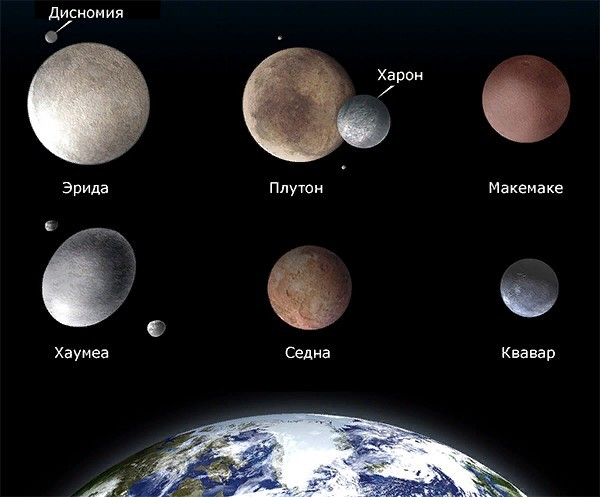 Дисномия
Харон
Эрида
Плутон
Макемаке
Хаумеа
Седна
Квавар